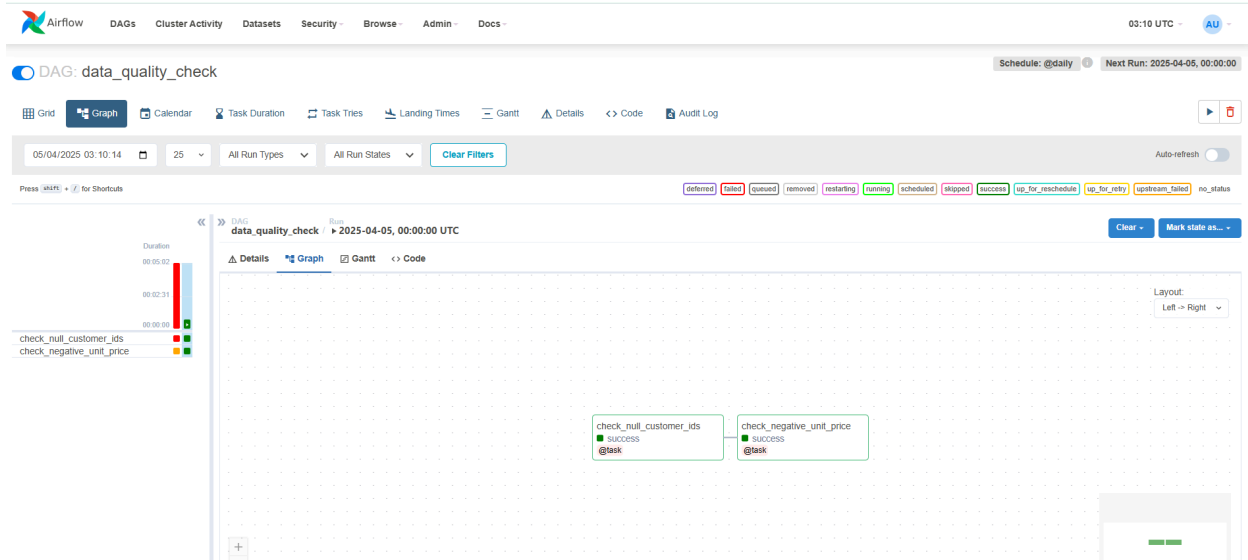 Airflow DAGs Cluster Activity Datasets Security Browse Admin Docs 03:10 UTC AU
DAG: data_quality_check Schedule: @daily Next Run: 2025-04-05, 00:00:00
Grid Graph Calendar Task Duration Task Tries Landing Times Gantt Details <> Code Audit Log
05/04/2025 03:10:14 25 All Run Types All Run States Clear Filters Auto-refresh
Press shift + / for Shortcuts deferred failed queued removed restarting running scheduled skipped success up_for_reschedule up_for_retry upstream_failed no_status
DAG Run
data_quality_check / 2025-04-05, 00:00:00 UTC Clear Mark state as...
Duration
Details Graph Gantt <> Code
00:05:02
00:02:31
00:00:00
check_null_customer_ids
check_negative_unit_price
Layout:
Left -> Right
check_null_customer_ids check_negative_unit_price
success success
@task @task
+